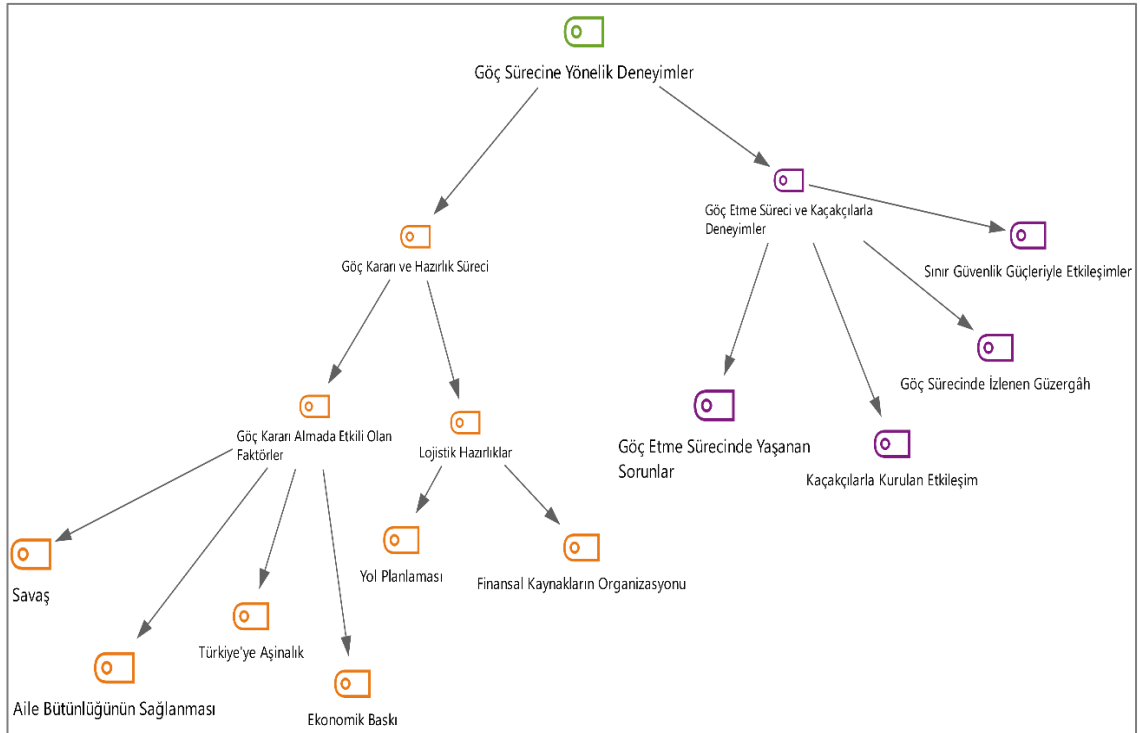 Göç Sürecine Yönelik Deneyimler
Göç Etme Süreci ve Kaçakçılarla
Deneyimler
Göç Kararı ve Hazırlık Süreci
Sınır Güvenlik Güçleriyle Etkileşimler
Göç Sürecinde İzlenen Güzergâh
Göç Kararı Almada Etkili Olan
Faktörler
Lojistik Hazırlıklar
Göç Etme Sürecinde Yaşanan
Sorunlar
Kaçakçılarla Kurulan Etkileşim
Savaş
Yol Planlaması
Finansal Kaynakların Organizasyonu
Türkiye'ye Aşinalık
Aile Bütünlüğünün Sağlanması
Ekonomik Baskı